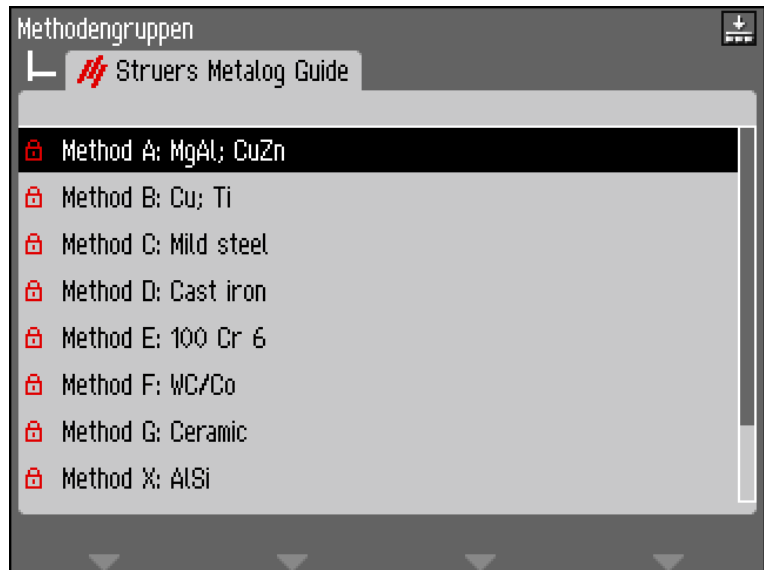 Methodengruppen
Struers Metalog Guide
Method A: MgAl; CuZn
Method B: Cu; Ti
Method C: Mild steel
Method D: Cast iron
Method E: 100 Cr 6
Method F: WC/Co
Method G: Ceramic
Method X: AlSi